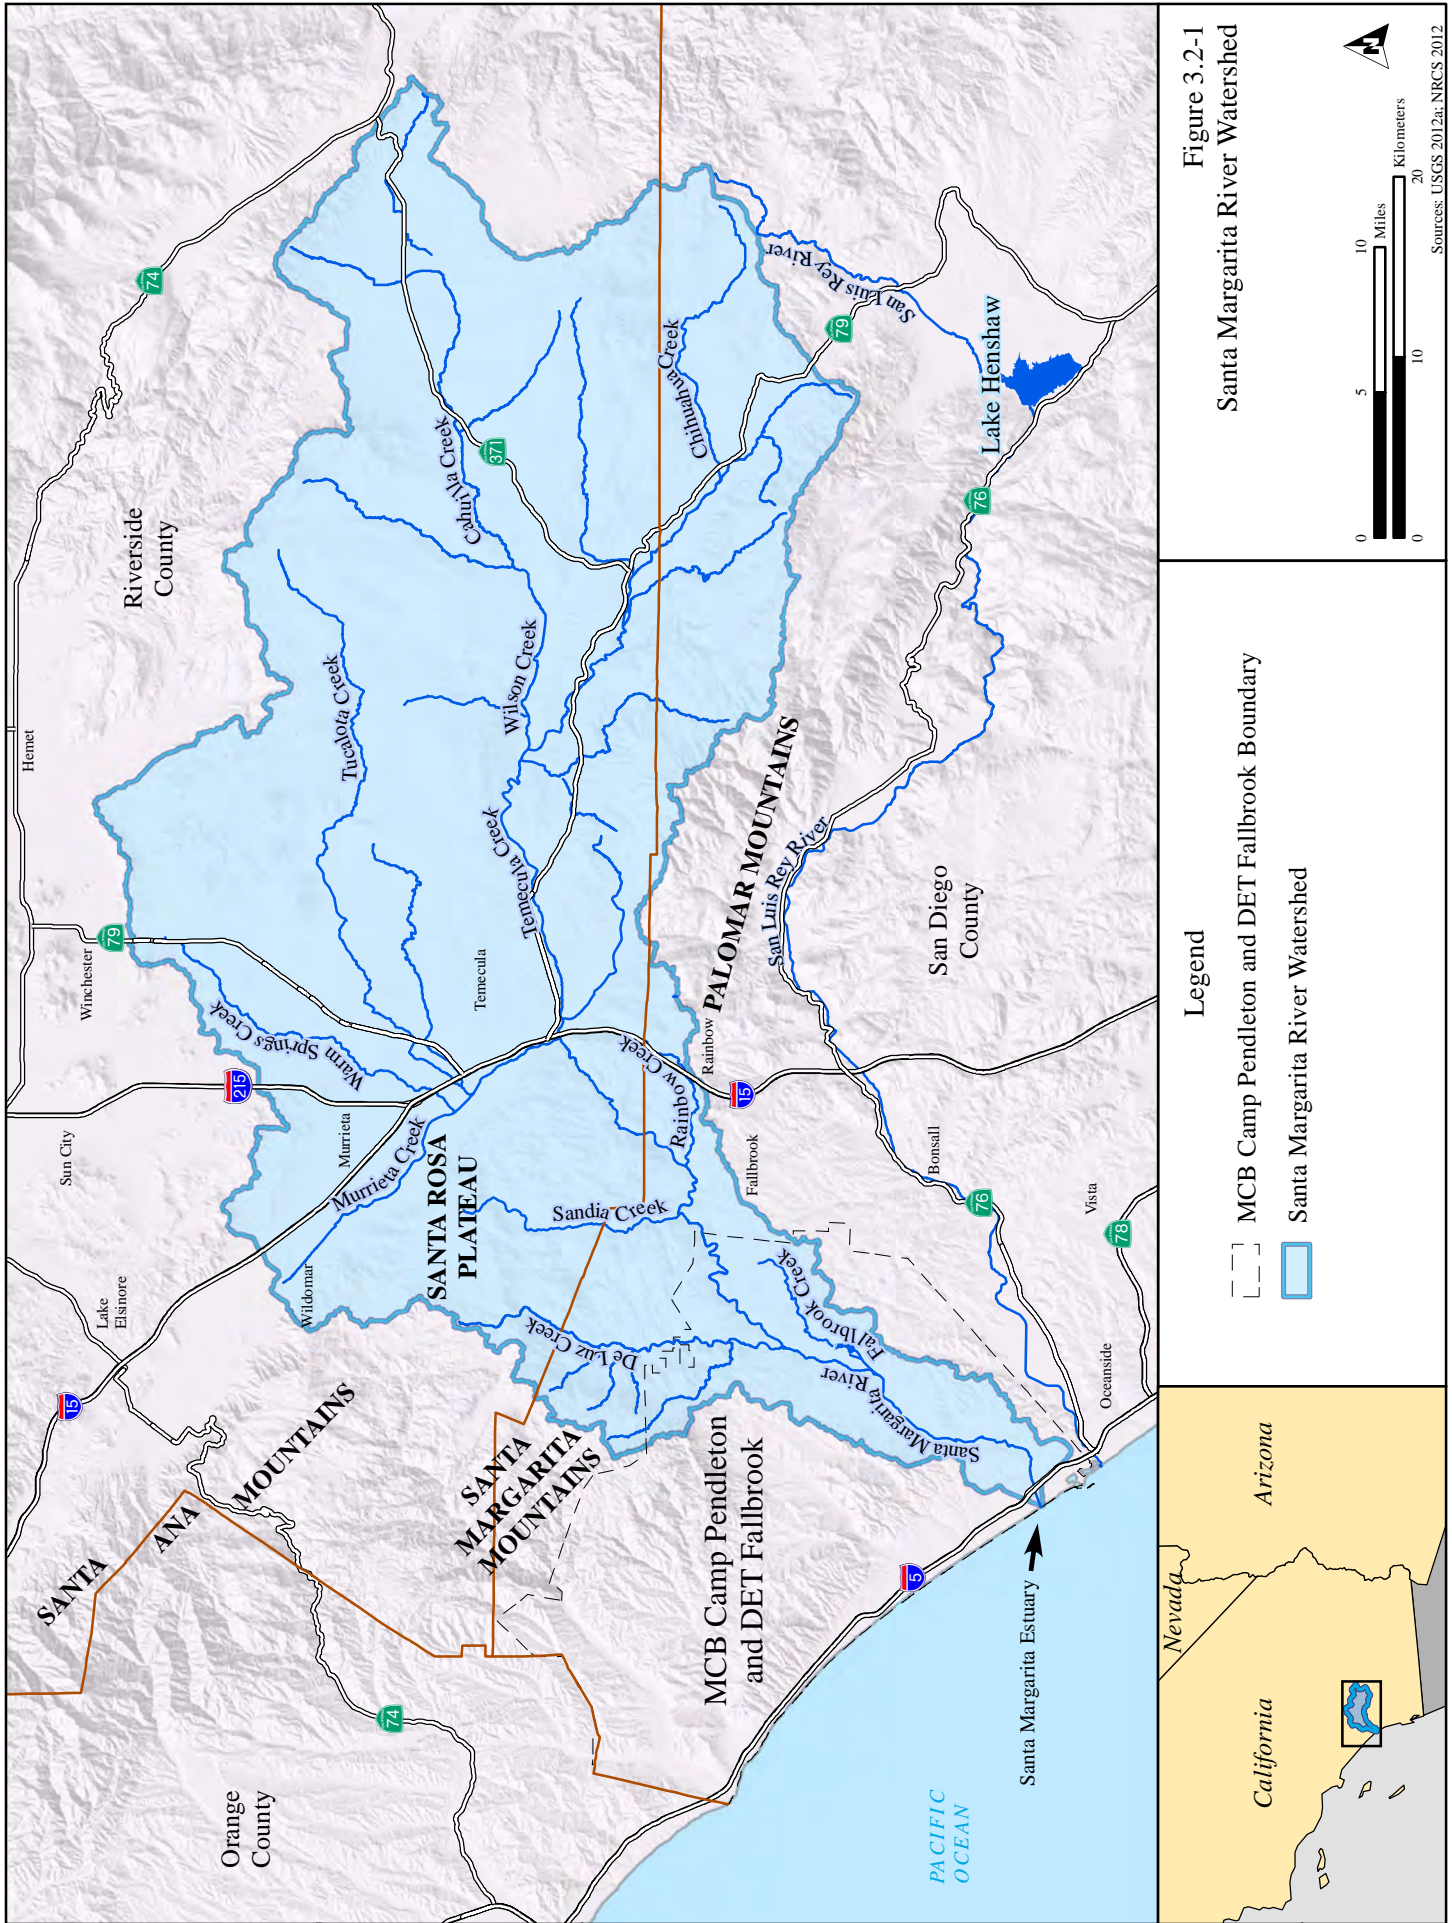 SANTA
ANA
MOUNTAINS
Orange
County
74
15
Lake
Elsinore
Sun City
Winchester
Hemet
Riverside
County
74
79
215
Wildomar
Murrieta
Murrieta Creek
Warm Springs Creek
Tucalota Creek
Temecula
Temecula Creek
Wilson Creek
Cahuilla Creek
371
SANTA ROSA
PLATEAU
SANTA
MARGARITA
MOUNTAINS
De Luz Creek
Sandia Creek
Rainbow Creek
Rainbow
Chihuahua Creek
San Luis Rey River
79
MCB Camp Pendleton
and DET Fallbrook
Fallbrook
Fallbrook Creek
Santa Margarita River
15
PALOMAR MOUNTAINS
San Luis Rey River
San Diego
County
Lake Henshaw
76
Bonsall
76
Vista
78
Oceanside
5
Santa Margarita Estuary
PACIFIC
OCEAN
California
Nevada
Arizona
Legend
MCB Camp Pendleton and DET Fallbrook Boundary
Santa Margarita River Watershed
Figure 3.2-1
Santa Margarita River Watershed
N
0 5 10
Miles
Kilometers
0 10 20
Sources: USGS 2012a; NRCS 2012